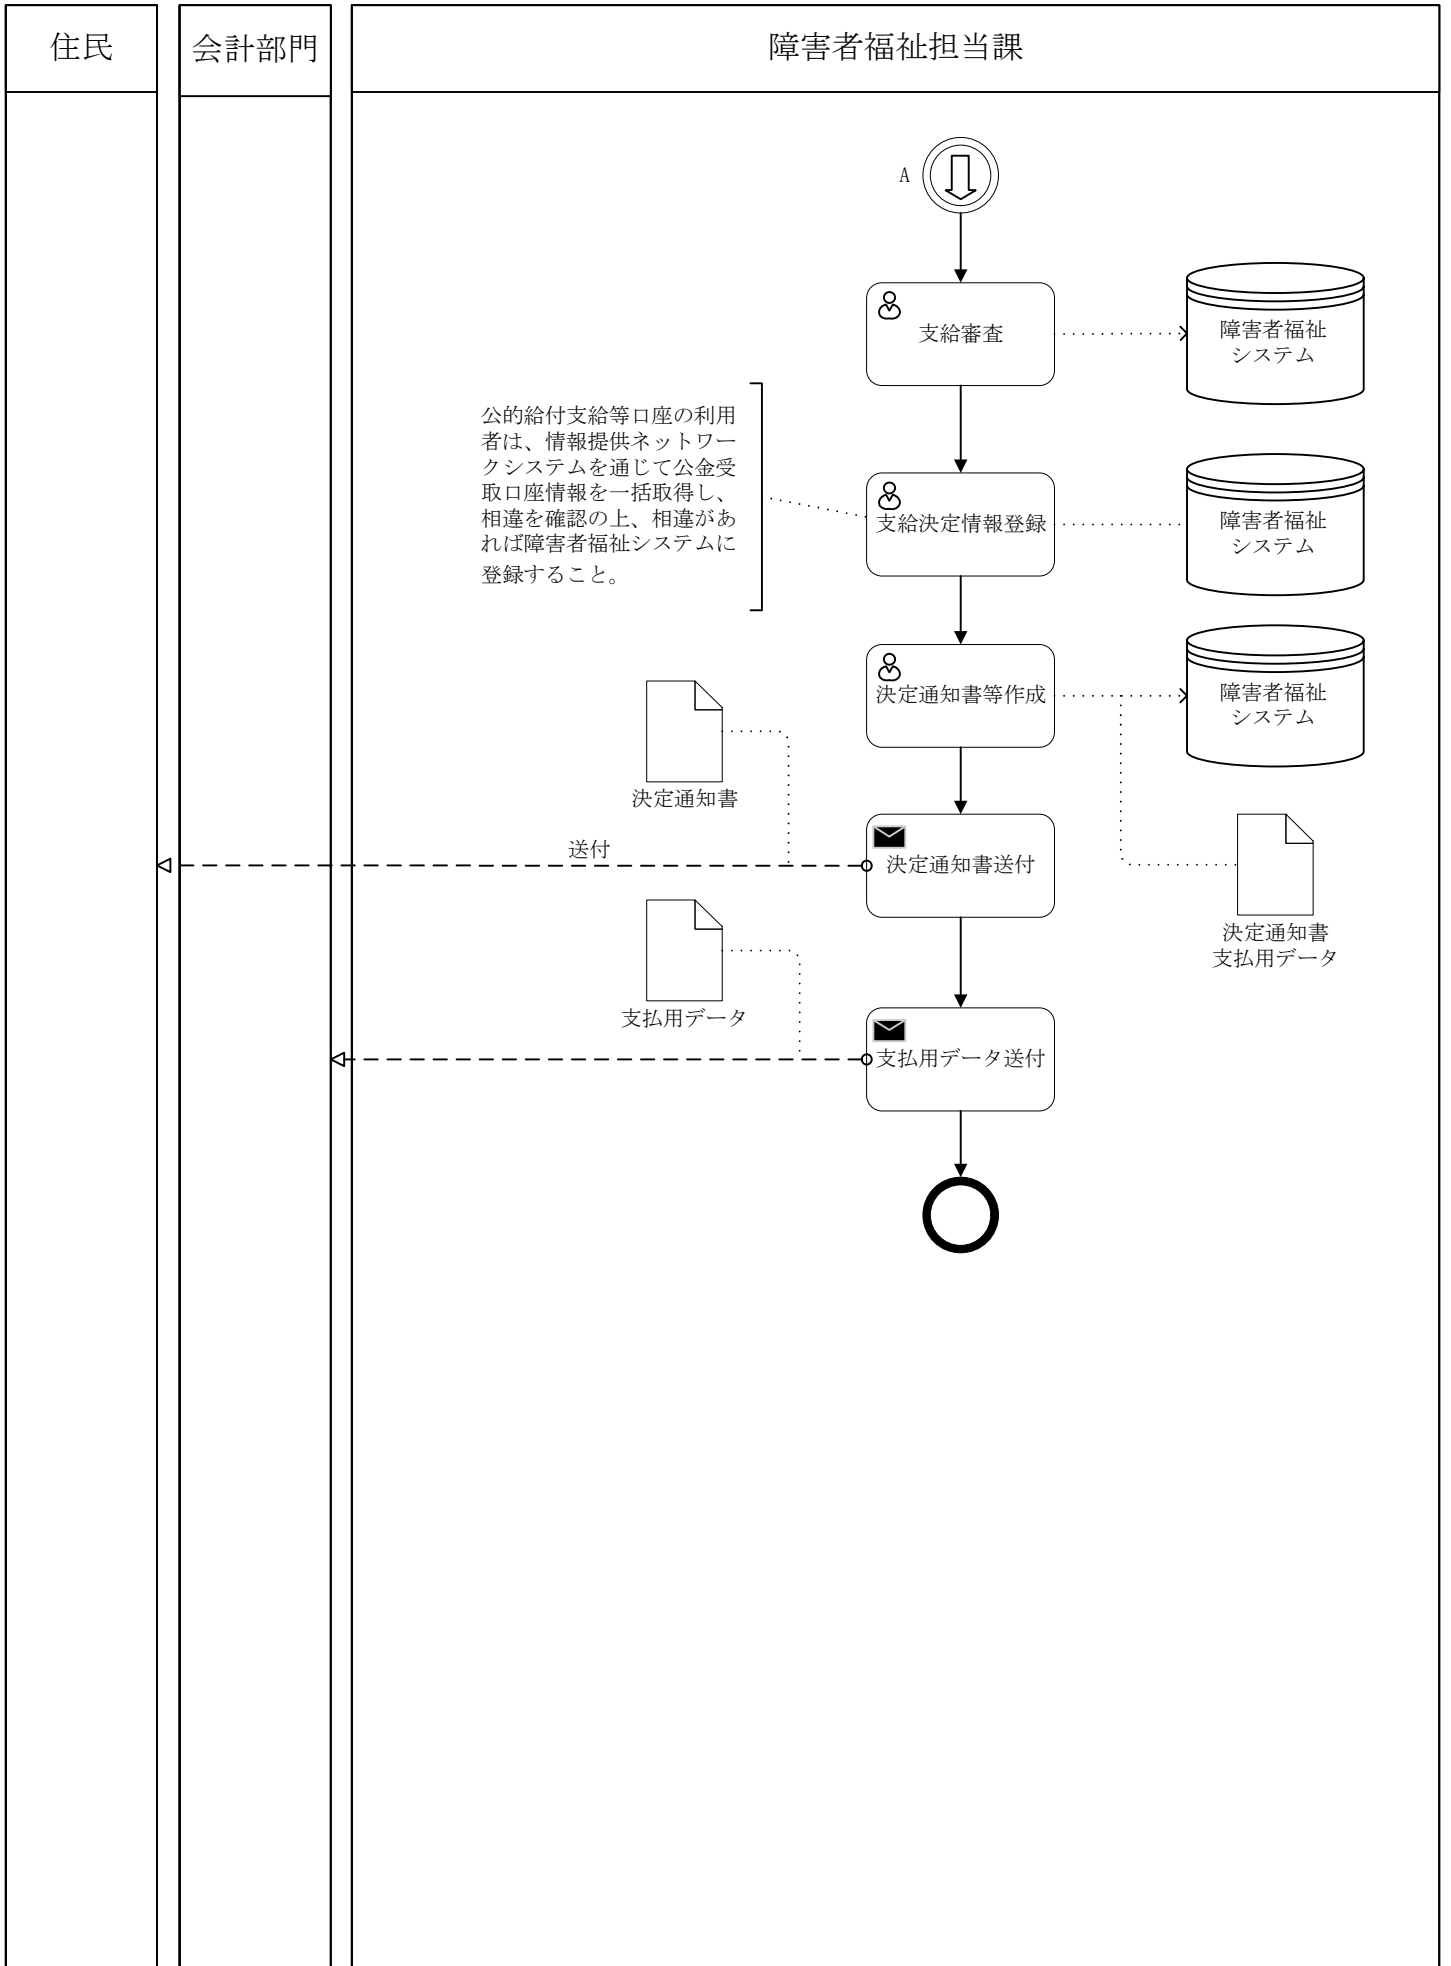 住民
会計部門
障害者福祉担当課
A
支給審査
障害者福祉
システム
公的給付支給等口座の利用
者は、情報提供ネットワー
クシステムを通じて公金受
取口座情報を一括取得し、
相違を確認の上、相違があ
れば障害者福祉システムに
登録すること。
支給決定情報登録
障害者福祉
システム
決定通知書等作成
障害者福祉
システム
決定通知書
送付
決定通知書送付
決定通知書
支払用データ
支払用データ
支払用データ送付